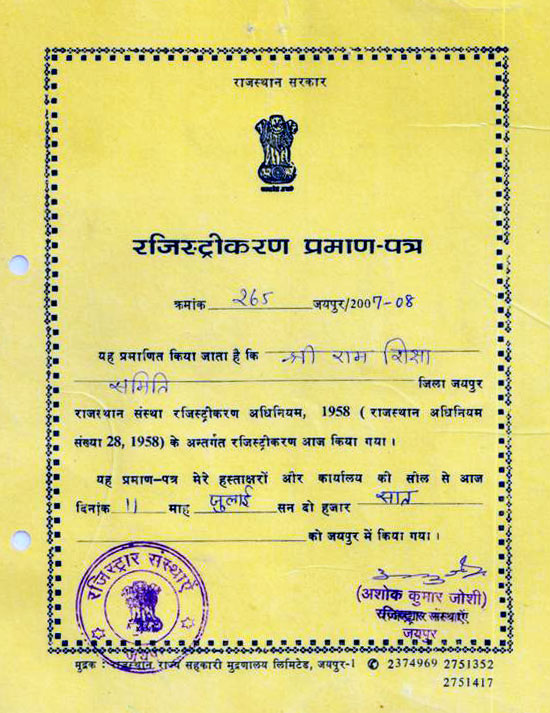 राजस्थान सरकार
रजिस्ट्रीकरण प्रमाण-पत्र
क्रमांक 265 जयपुर/2007-08
यह प्रमाणित किया जाता है कि श्री राम शिक्षा
समिति जिला जयपुर
राजस्थान संस्था रजिस्ट्रीकरण अधिनियम, 1958 ( राजस्थान अधिनियम
संख्या 28, 1958) के अन्तर्गत रजिस्ट्रीकरण आज किया गया ।
यह प्रमाण-पत्र मेरे हस्ताक्षरों और कार्यालय की सील से आज
दिनांक 11 माह जुलाई सन दो हजार सात
को जयपुर में किया गया ।
रजिस्ट्रार संस्थाएँ
जयपुर
(अशोक कुमार जोशी)
रजिस्ट्रार संस्थाएँ
जयपुर
मुद्रक : राजस्थान राज्य सहकारी मुद्रणालय लिमिटेड, जयपुर-1 ✆ 2374969 2751352
2751417